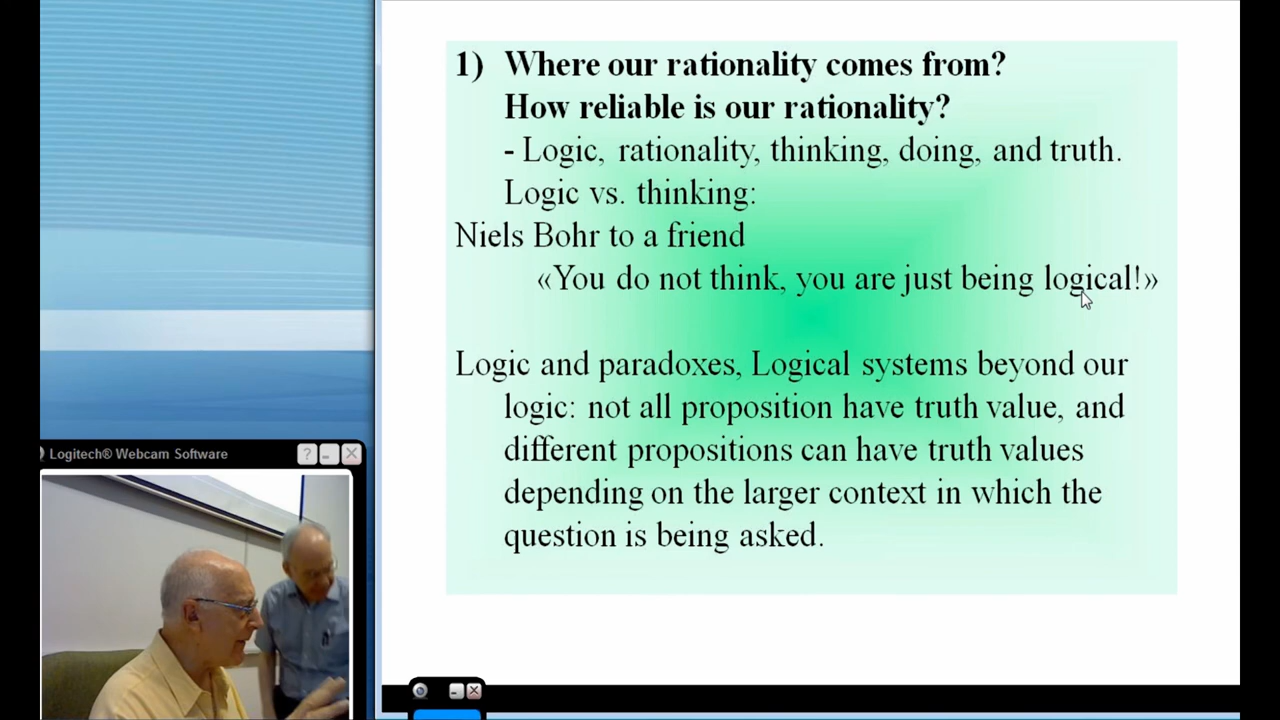 1) Where our rationality comes from?
How reliable is our rationality?
- Logic, rationality, thinking, doing, and truth.
Logic vs. thinking:
Niels Bohr to a friend
«You do not think, you are just being logical!»
Logic and paradoxes, Logical systems beyond our
logic: not all proposition have truth value, and
different propositions can have truth values
depending on the larger context in which the
question is being asked.
Logitech® Webcam Software